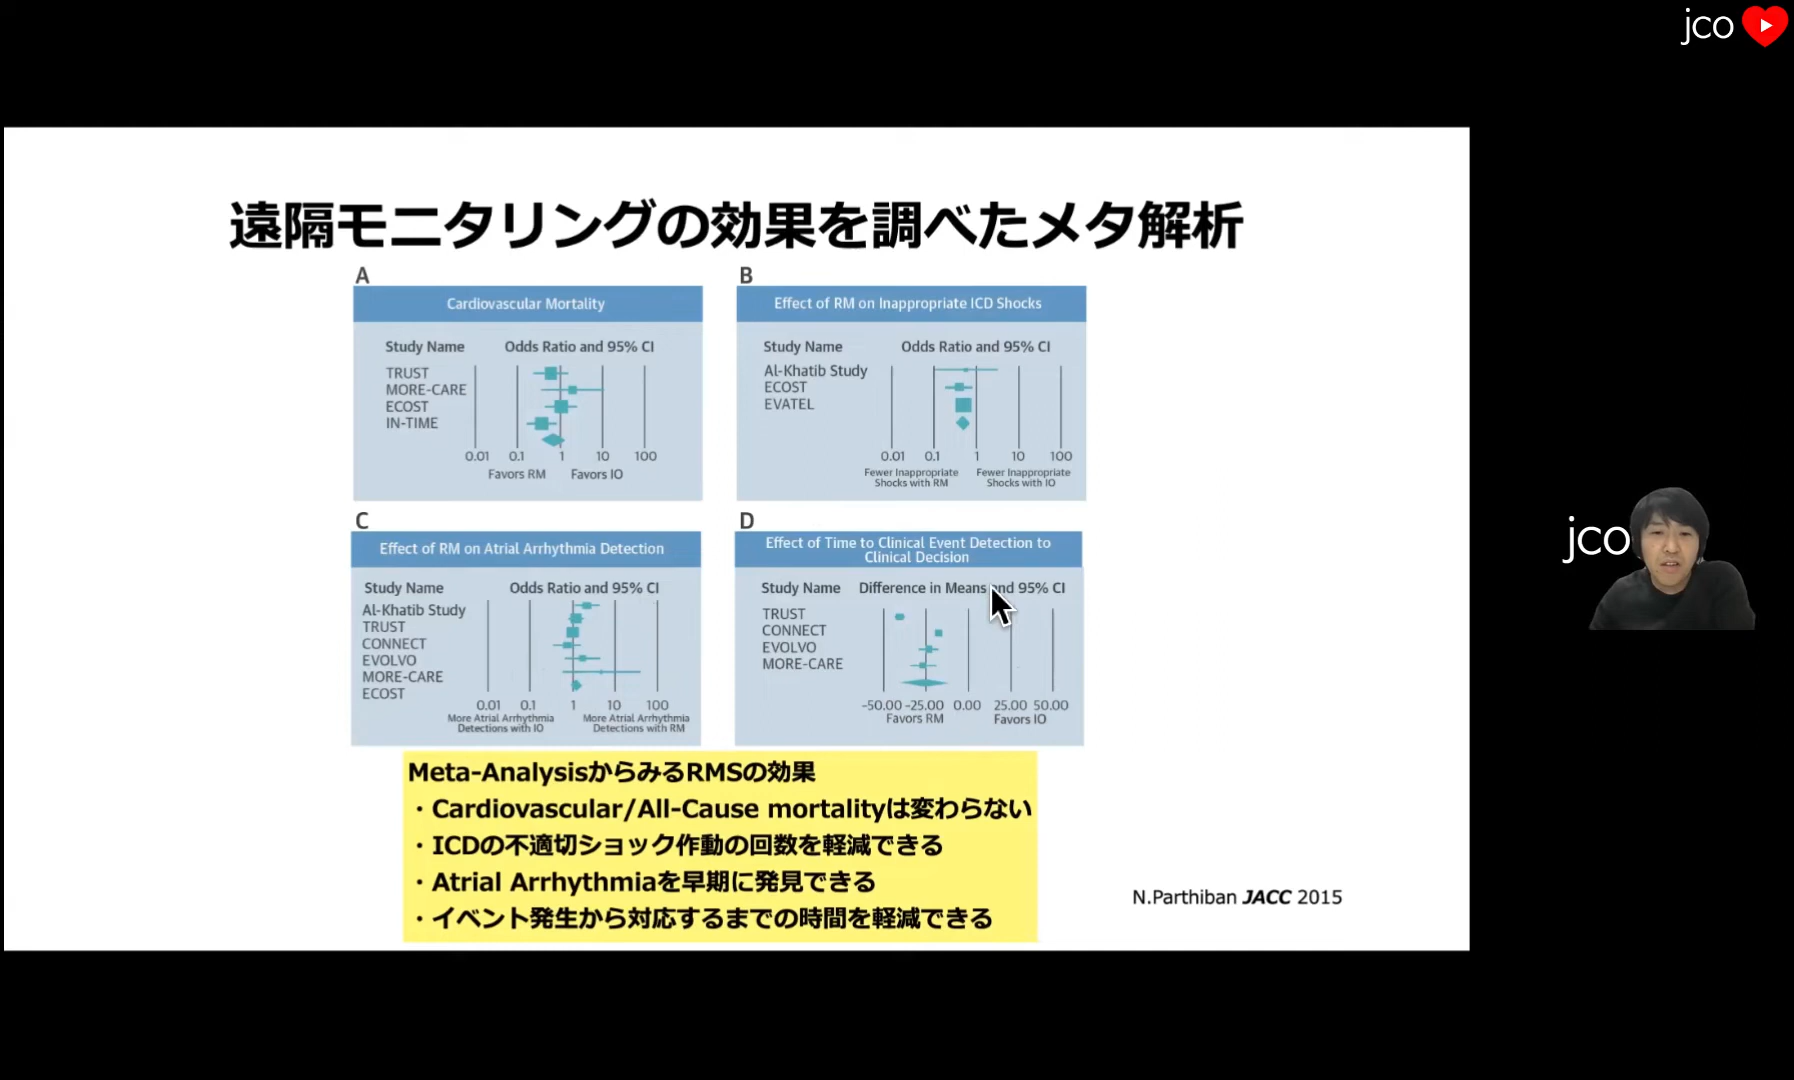 jco
遠隔モニタリングの効果を調べたメタ解析
A
Cardiovascular Mortality
Study Name Odds Ratio and 95% CI
TRUST
MORE-CARE
ECOST
IN-TIME
0.01 0.1 1 10 100
Favors RM Favors IO
B
Effect of RM on Inappropriate ICD Shocks
Study Name Odds Ratio and 95% CI
Al-Khatib Study
ECOST
EVATEL
0.01 0.1 1 10 100
Fewer Inappropriate Fewer Inappropriate
Shocks with RM Shocks with IO
C
Effect of RM on Atrial Arrhythmia Detection
Study Name Odds Ratio and 95% CI
Al-Khatib Study
TRUST
CONNECT
EVOLVO
MORE-CARE
ECOST
0.01 0.1 1 10 100
More Atrial Arrhythmia More Atrial Arrhythmia
Detections with IO Detections with RM
D
Effect of Time to Clinical Event Detection to
Clinical Decision
Study Name Difference in Means and 95% CI
TRUST
CONNECT
EVOLVO
MORE-CARE
-50.00 -25.00 0.00 25.00 50.00
Favors RM Favors IO
Meta-AnalysisからみるRMSの効果
・Cardiovascular/All-Cause mortalityは変わらない
・ICDの不適切ショック作動の回数を軽減できる
・Atrial Arrhythmiaを早期に発見できる
・イベント発生から対応するまでの時間を軽減できる
N.Parthiban JACC 2015
jco